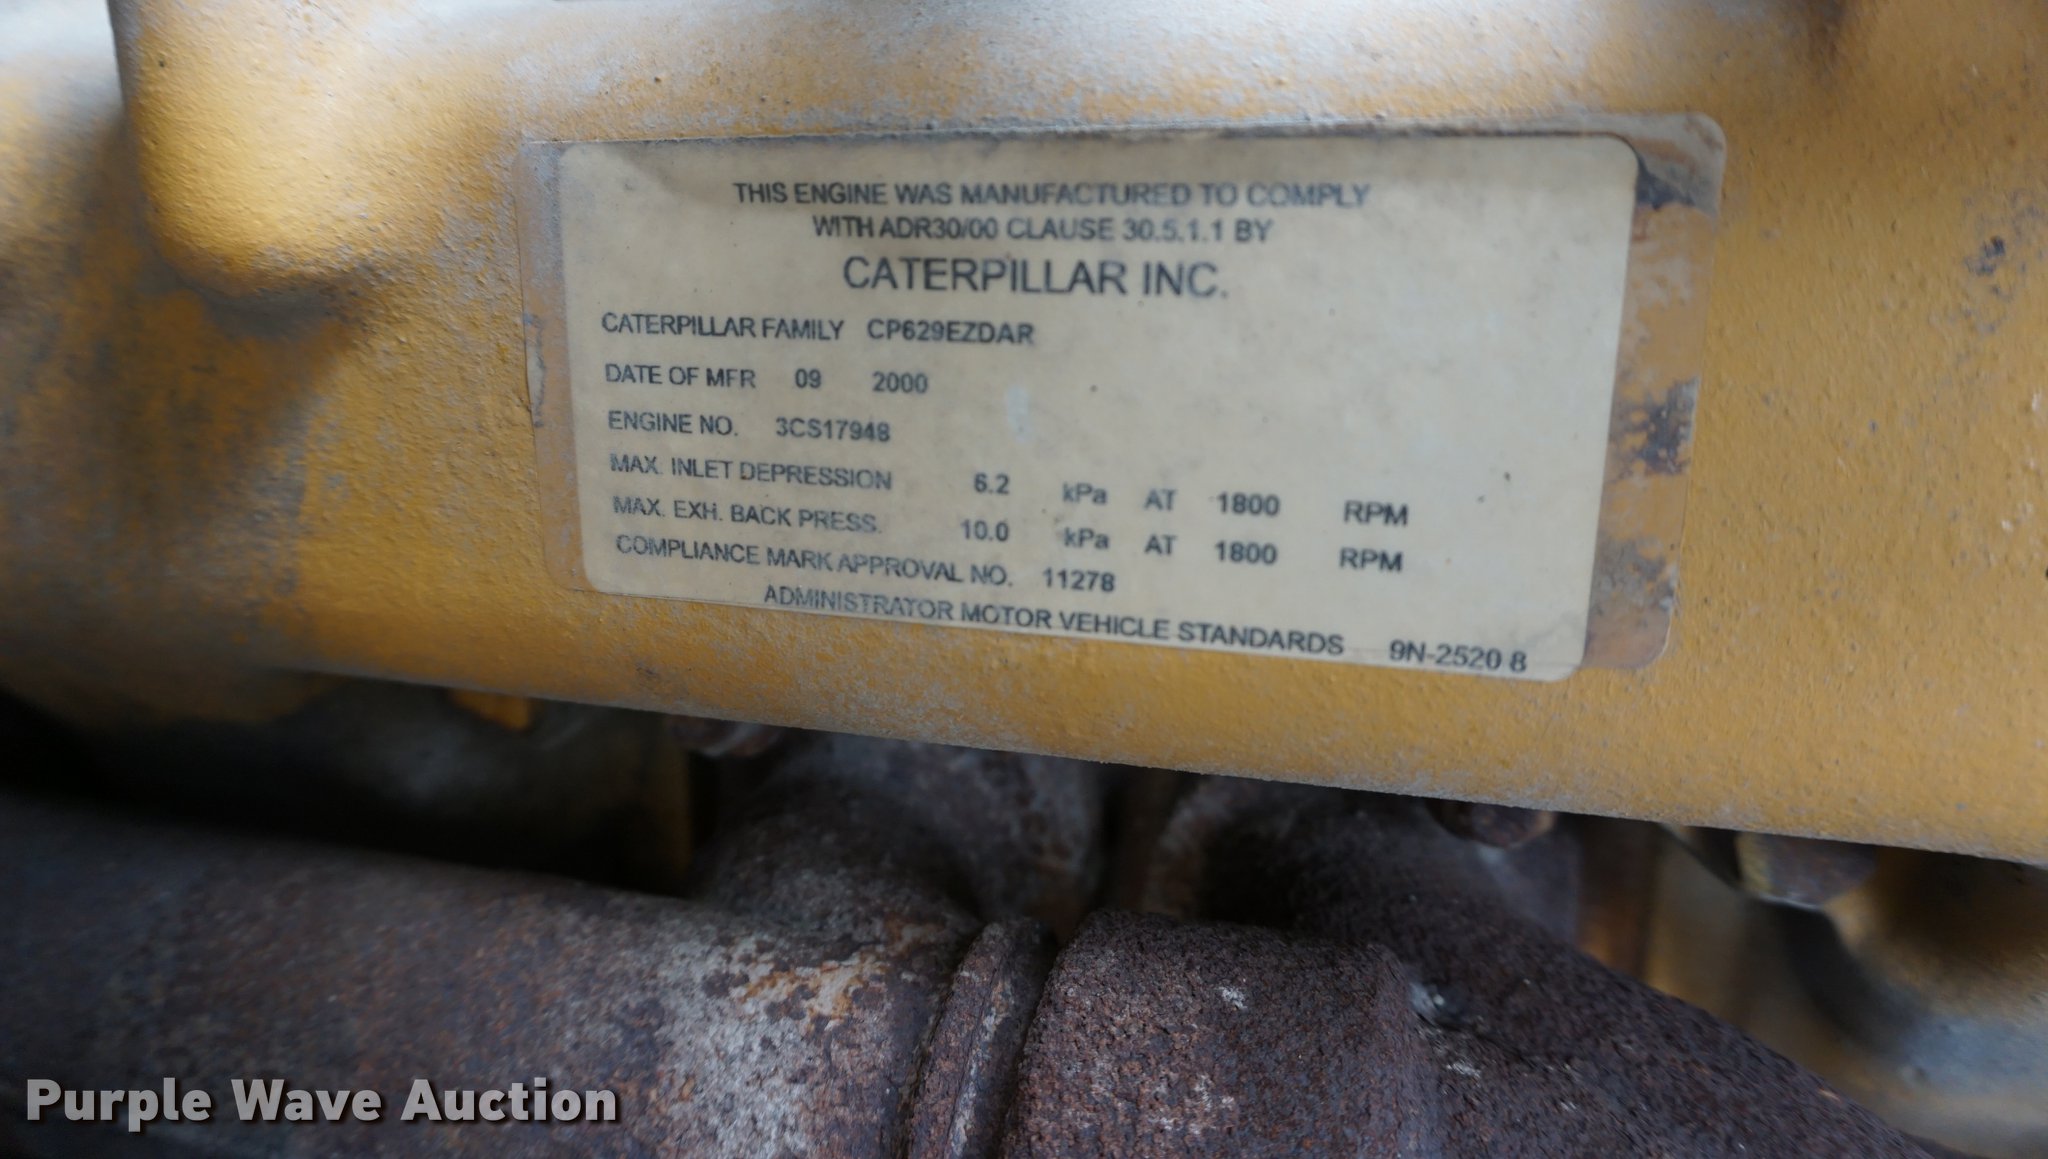 THIS ENGINE WAS MANUFACTURED TO COMPLY
WITH ADR30/00 CLAUSE 30.5.1.1 BY
CATERPILLAR INC.
CATERPILLAR FAMILY CP629EZDAR
DATE OF MFR 09 2000
ENGINE NO. 3CS17948
MAX. INLET DEPRESSION 6.2 kPa AT 1800 RPM
MAX. EXH. BACK PRESS. 10.0 kPa AT 1800 RPM
COMPLIANCE MARK APPROVAL NO. 11278
ADMINISTRATOR MOTOR VEHICLE STANDARDS 9N-2520 8
Purple Wave Auction